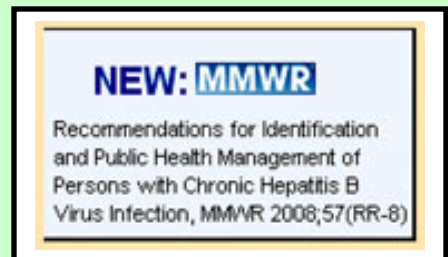 NEW: MMWR
Recommendations for Identification
and Public Health Management of
Persons with Chronic Hepatitis B
Virus Infection, MMWR 2008;57(RR-8)